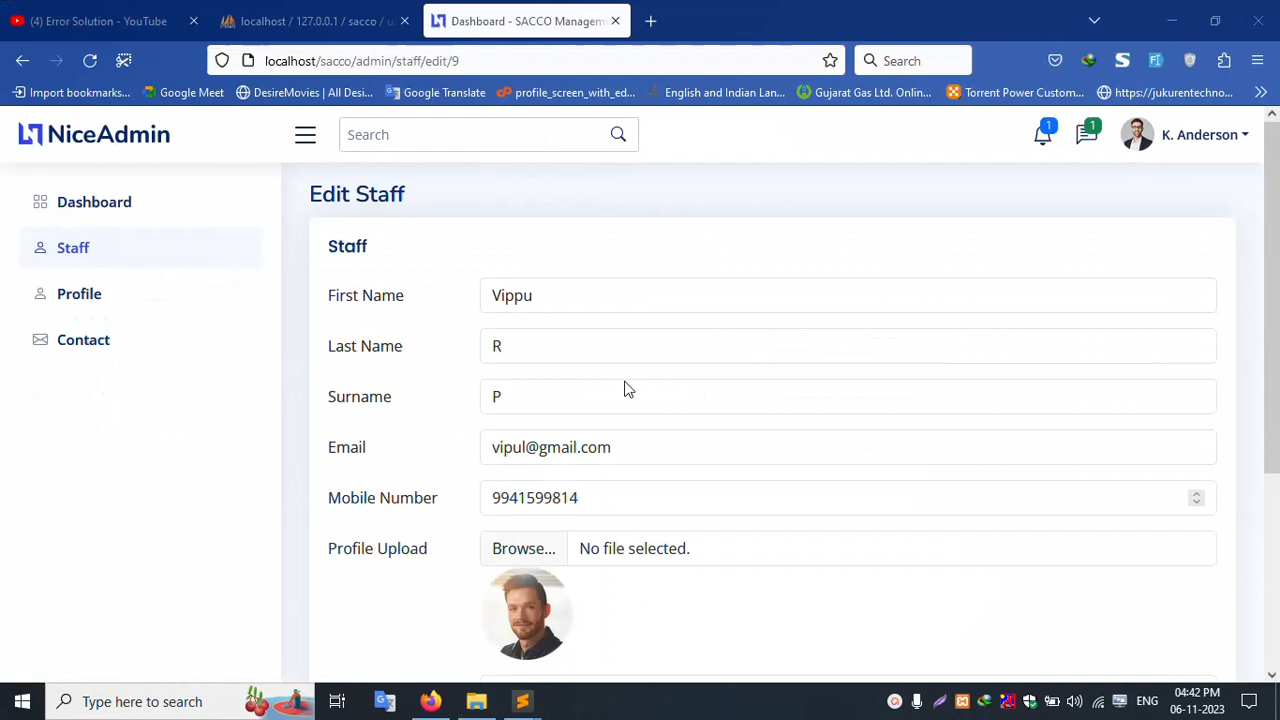 (4) Error Solution - YouTube
localhost / 127.0.0.1 / sacco / u
Dashboard - SACCO Managem
localhost/sacco/admin/staff/edit/9
Search
Import bookmarks...
Google Meet
DesireMovies | All Desi...
Google Translate
profile_screen_with_ed...
English and Indian Lan...
Gujarat Gas Ltd. Onlin...
Torrent Power Custom...
https://jukurentechno...
NiceAdmin
Search
1
1
K. Anderson
Dashboard
Staff
Profile
Contact
Edit Staff
Staff
First Name
Vippu
Last Name
R
Surname
P
Email
vipul@gmail.com
Mobile Number
9941599814
Profile Upload
Browse...
No file selected.
Type here to search
ENG
04:42 PM
06-11-2023